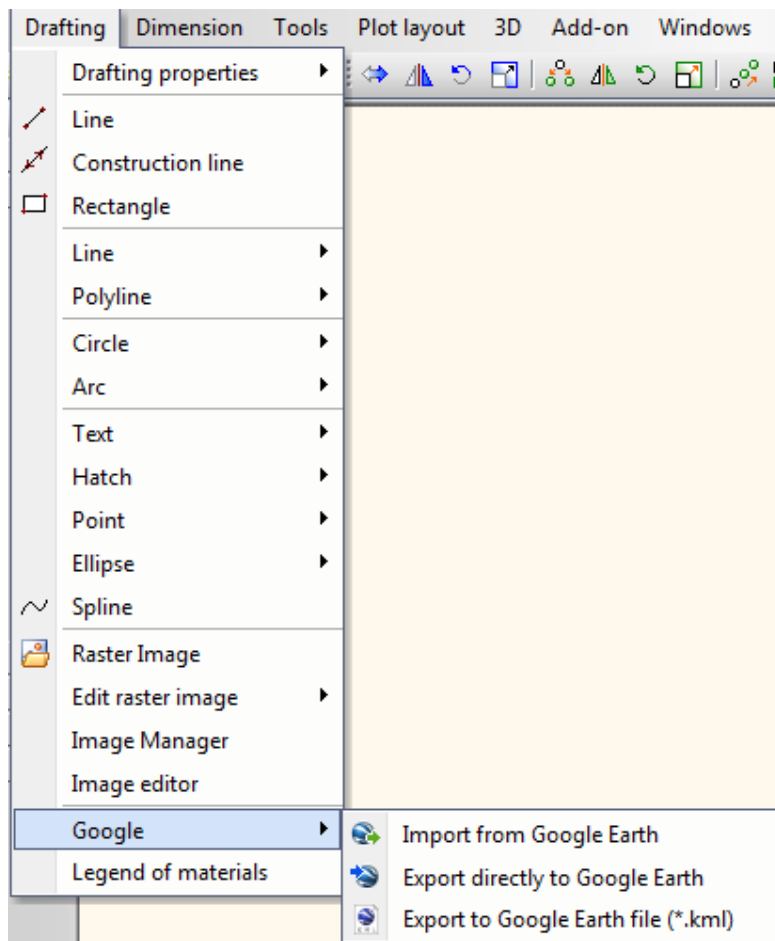 Drafting Dimension Tools Plot layout 3D Add-on Windows
Drafting properties
Line
Construction line
Rectangle
Line
Polyline
Circle
Arc
Text
Hatch
Point
Ellipse
Spline
Raster Image
Edit raster image
Image Manager
Image editor
Google
Legend of materials
Import from Google Earth
Export directly to Google Earth
Export to Google Earth file (*.kml)